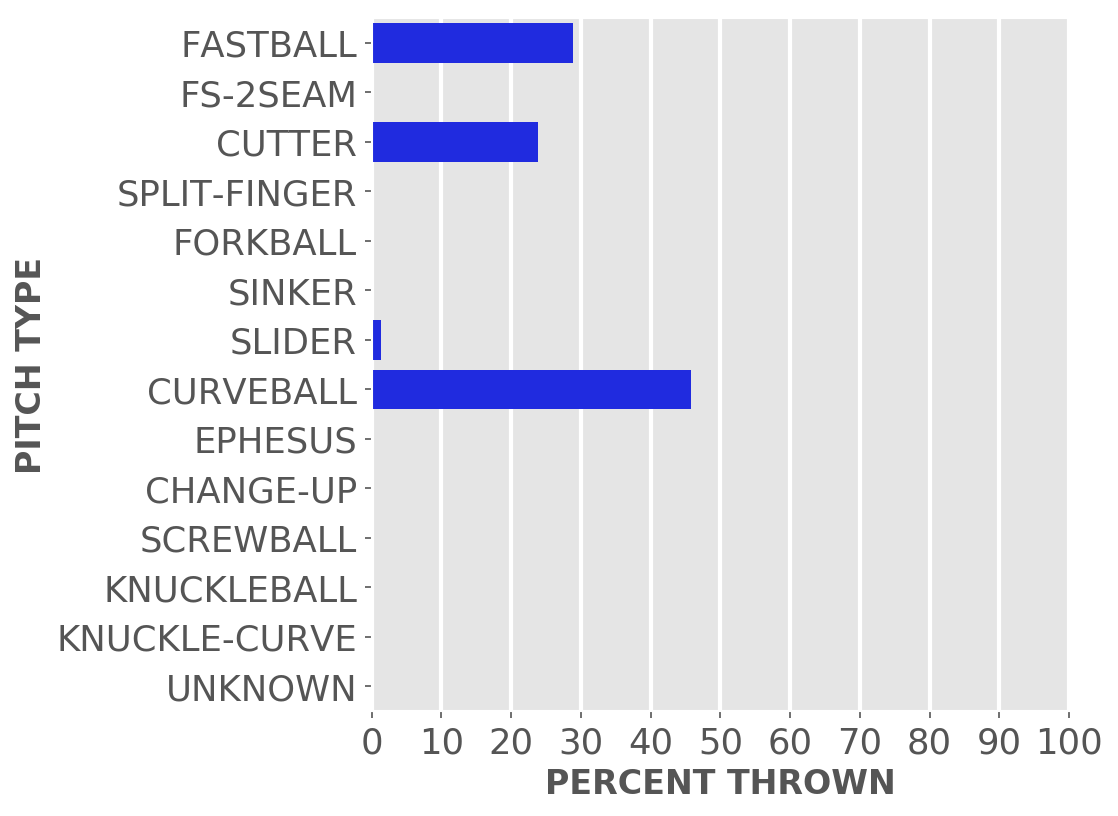 FASTBALL
FS-2SEAM
CUTTER
SPLIT-FINGER
FORKBALL
SINKER
SLIDER
CURVEBALL
EPHESUS
CHANGE-UP
SCREWBALL
KNUCKLEBALL
KNUCKLE-CURVE
UNKNOWN
PITCH TYPE
0 10 20 30 40 50 60 70 80 90 100
PERCENT THROWN